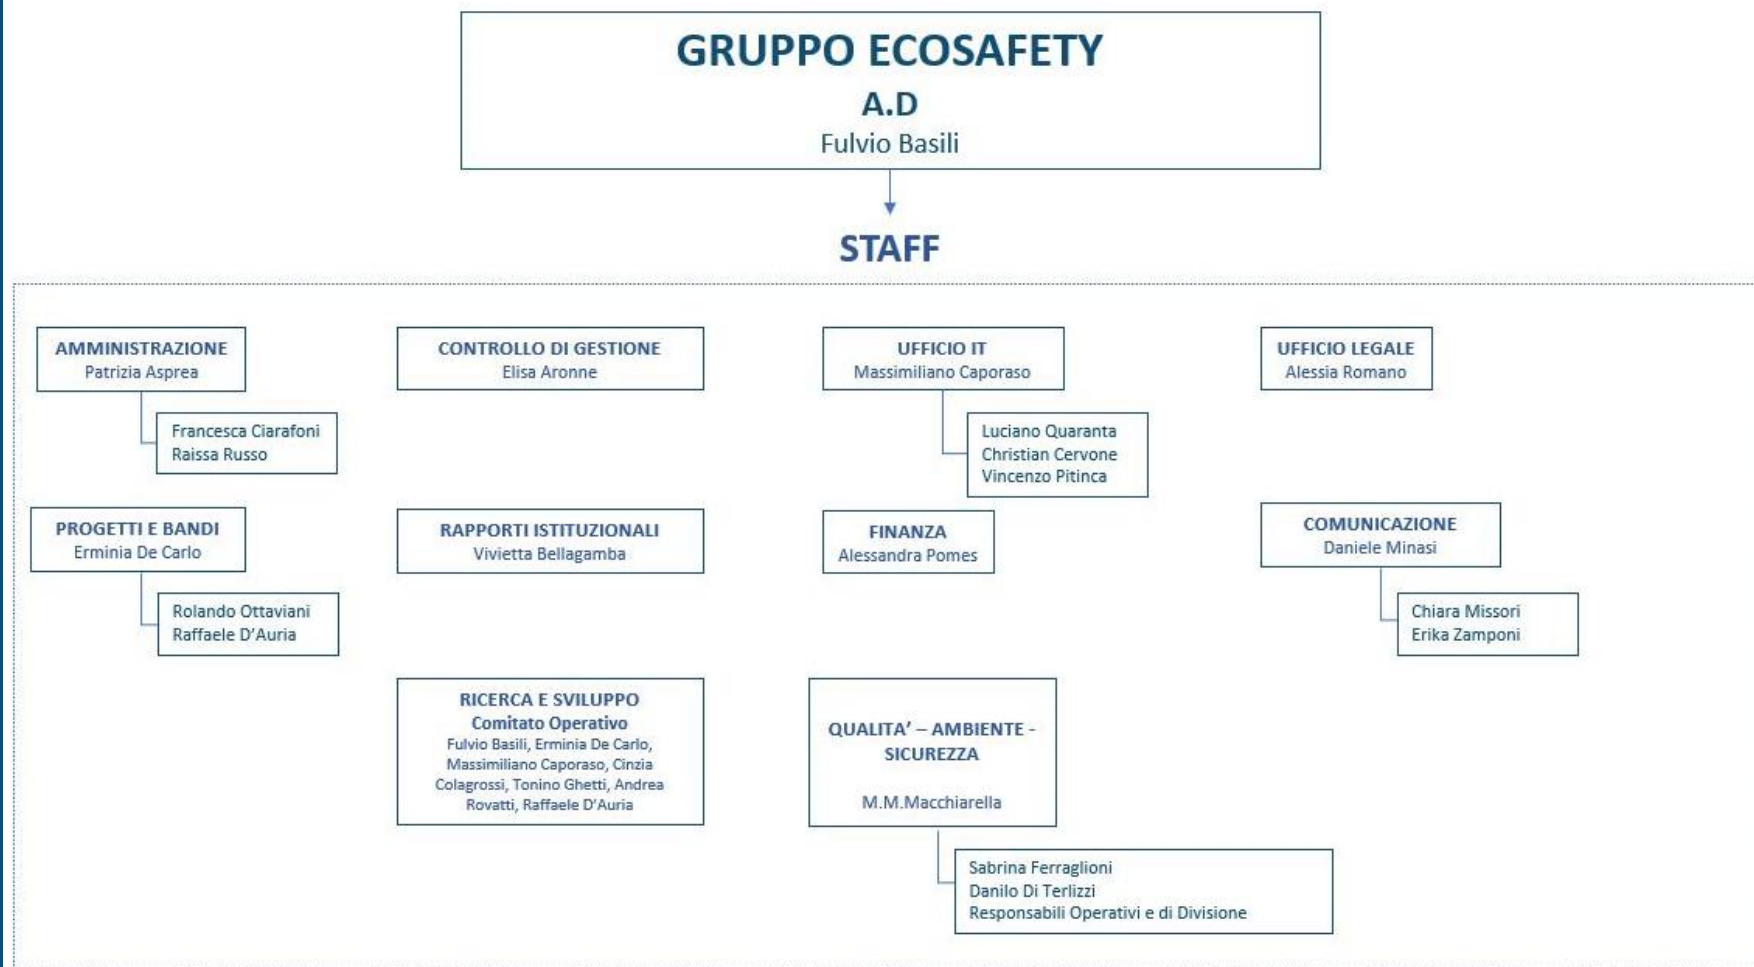 GRUPPO ECOSAFETY
A.D
Fulvio Basili
STAFF
AMMINISTRAZIONE
Patrizia Asprea
Francesca Ciarafoni
Raissa Russo
CONTROLLO DI GESTIONE
Elisa Aronne
UFFICIO IT
Massimiliano Caporaso
Luciano Quaranta
Christian Cervone
Vincenzo Pitinca
UFFICIO LEGALE
Alessia Romano
PROGETTI E BANDI
Erminia De Carlo
Rolando Ottaviani
Raffaele D’Auria
RAPPORTI ISTITUZIONALI
Vivietta Bellagamba
FINANZA
Alessandra Pomes
COMUNICAZIONE
Daniele Minasi
Chiara Missori
Erika Zamponi
RICERCA E SVILUPPO
Comitato Operativo
Fulvio Basili, Erminia De Carlo,
Massimiliano Caporaso, Cinzia
Colagrossi, Tonino Ghetti, Andrea
Rovatti, Raffaele D’Auria
QUALITA’ – AMBIENTE -
SICUREZZA
M.M.Macchiarella
Sabrina Ferraglioni
Danilo Di Terlizzi
Responsabili Operativi e di Divisione